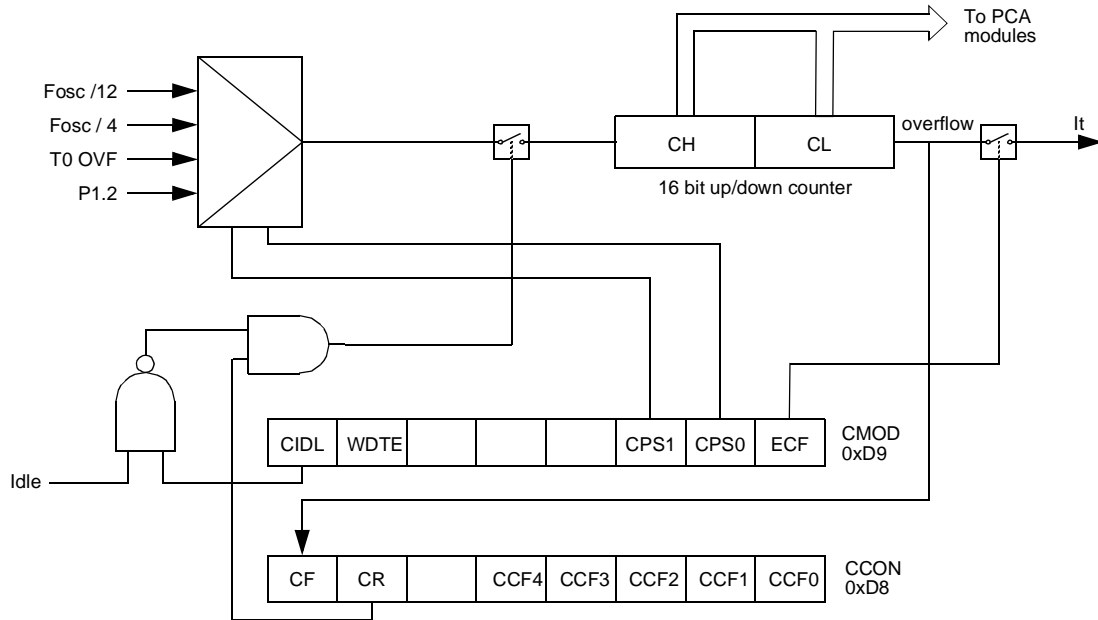 To PCA
modules
Fosc /12
Fosc / 4
T0 OVF
P1.2
CH
CL
overflow
It
16 bit up/down counter
CIDL
WDTE
CPS1
CPS0
ECF
CMOD
0xD9
Idle
CF
CR
CCF4
CCF3
CCF2
CCF1
CCF0
CCON
0xD8